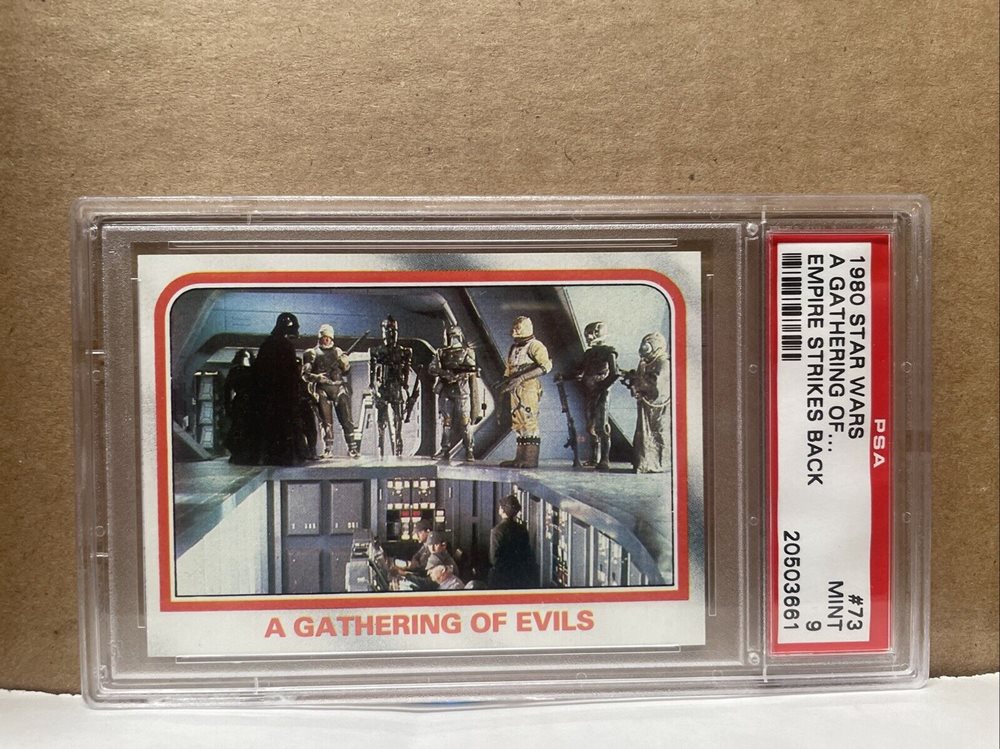 A GATHERING OF EVILS
PSA
1980 STAR WARS #73
A GATHERING OF... MINT
EMPIRE STRIKES BACK 9
20503661